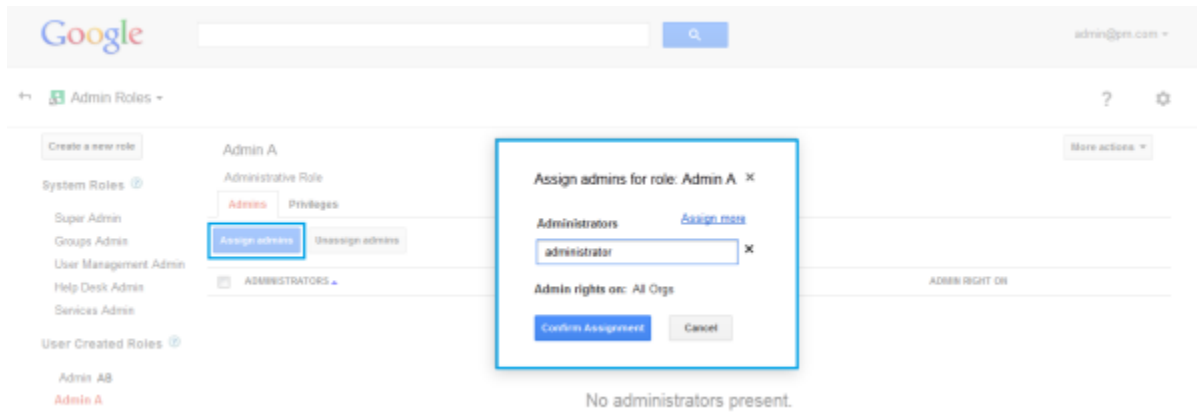 Google
admin@pm.com
Admin Roles
?
Create a new role
Admin A
More actions
Administrative Role
System Roles ?
Admins Privileges
Super Admin
Assign admins Unassign admins
Groups Admin
User Management Admin
ADMINISTRATORS
ADMIN RIGHT ON
Help Desk Admin
Services Admin
User Created Roles ?
Admin AB
Admin A
Assign admins for role: Admin A ×
Administrators Assign more
administrator ×
Admin rights on: All Orgs
Confirm Assignment Cancel
No administrators present.